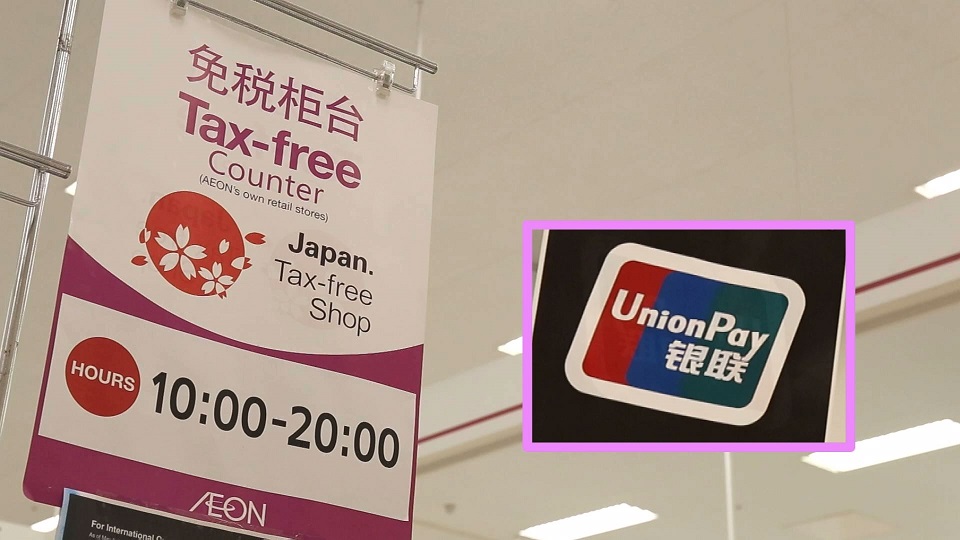 免税柜台
Tax-free
Counter
(AEON's own retail stores)
Japan.
Tax-free
Shop
HOURS
10:00-20:00
ÆON
For International
UnionPay
银联